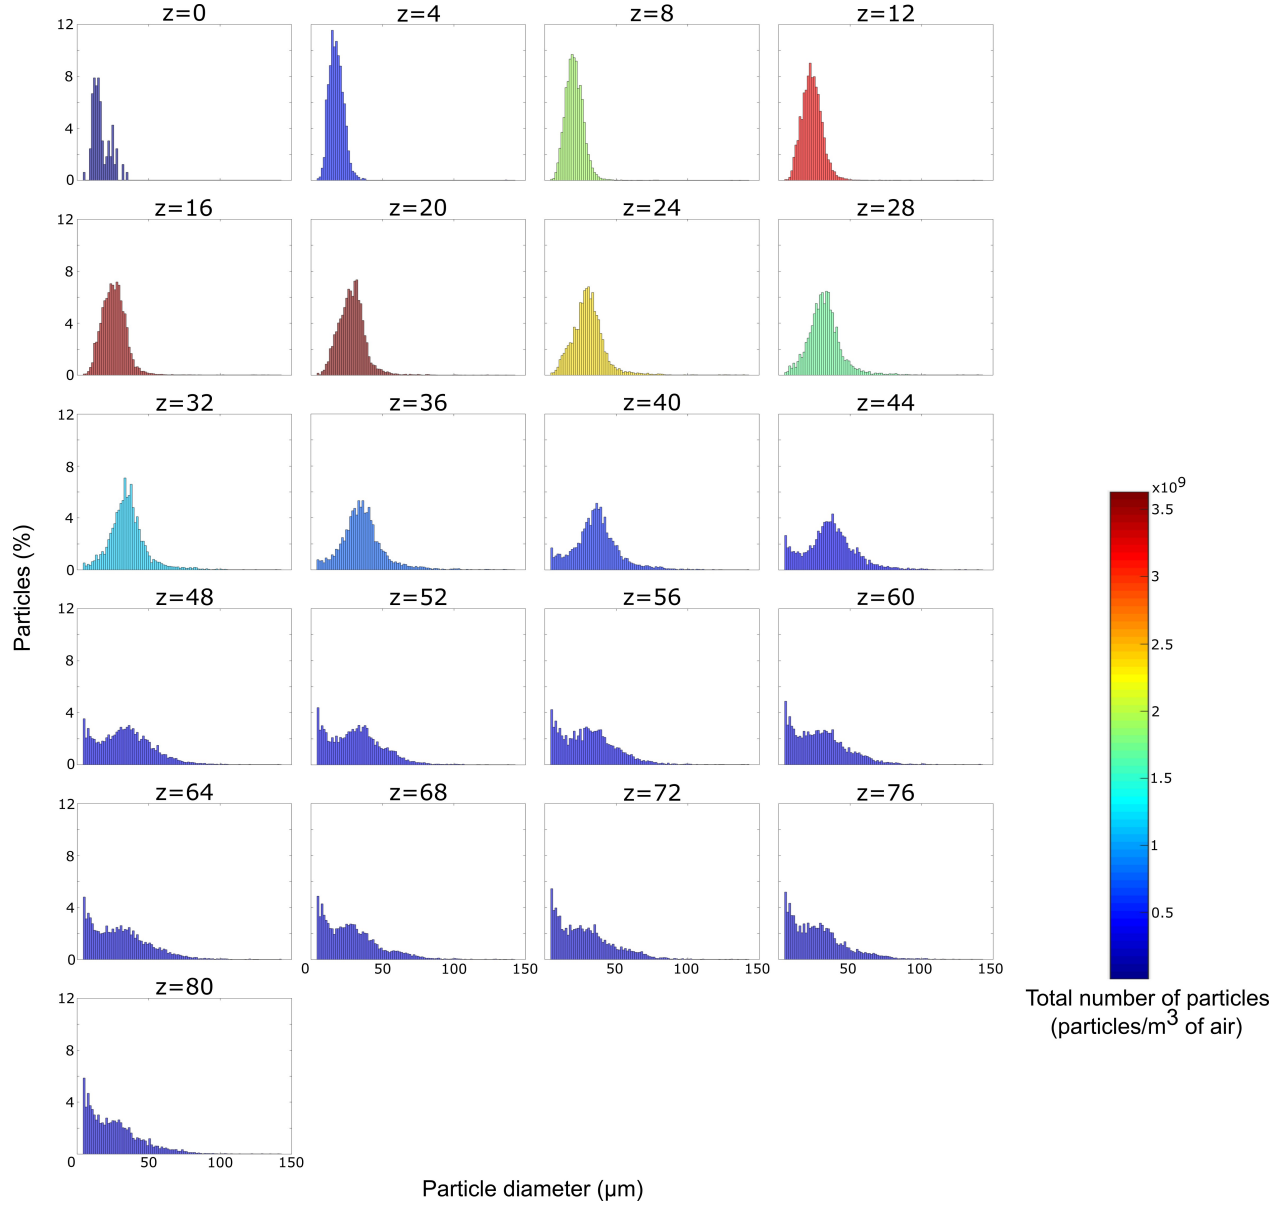 z=0 z=4 z=8 z=12
12
8
4
0
z=16 z=20 z=24 z=28
12
8
4
0
z=32 z=36 z=40 z=44
12
8
4
0
z=48 z=52 z=56 z=60
12
8
4
0
z=64 z=68 z=72 z=76
12
8
4
0
0 50 100 150 50 100 150 50 100 150
z=80
12
8
4
0 50 100 150
Particles (%)
Particle diameter (µm)
x10⁹
3.5
3
2.5
2
1.5
1
0.5
Total number of particles
(particles/m³ of air)